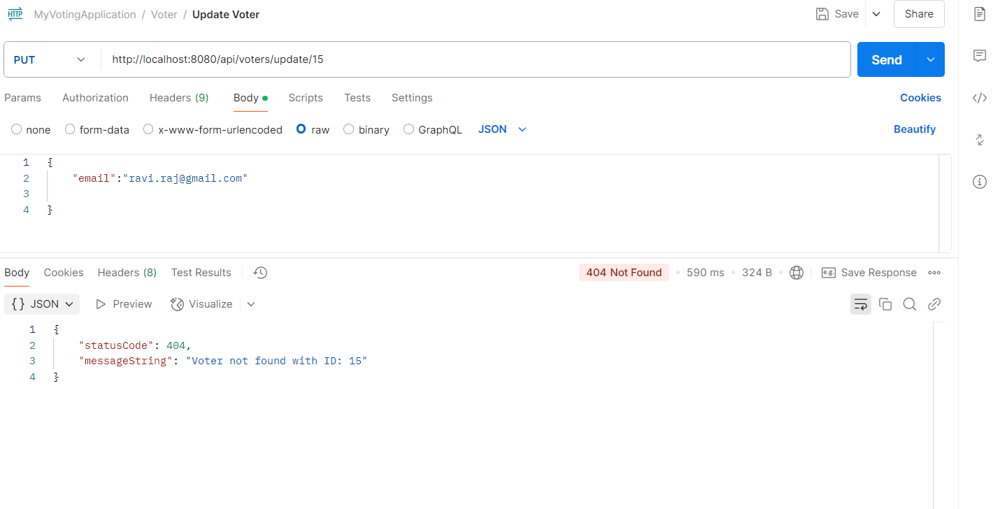 HTTP MyVotingApplication / Voter / Update Voter Save Share
PUT http://localhost:8080/api/voters/update/15 Send
Params Authorization Headers (9) Body Scripts Tests Settings Cookies
none form-data x-www-form-urlencoded raw binary GraphQL JSON Beautify
1 {
2 "email":"ravi.raj@gmail.com"
3
4 }
Body Cookies Headers (8) Test Results 404 Not Found 590 ms 324 B e.g. Save Response
{} JSON Preview Visualize
1 {
2 "statusCode": 404,
3 "messageString": "Voter not found with ID: 15"
4 }